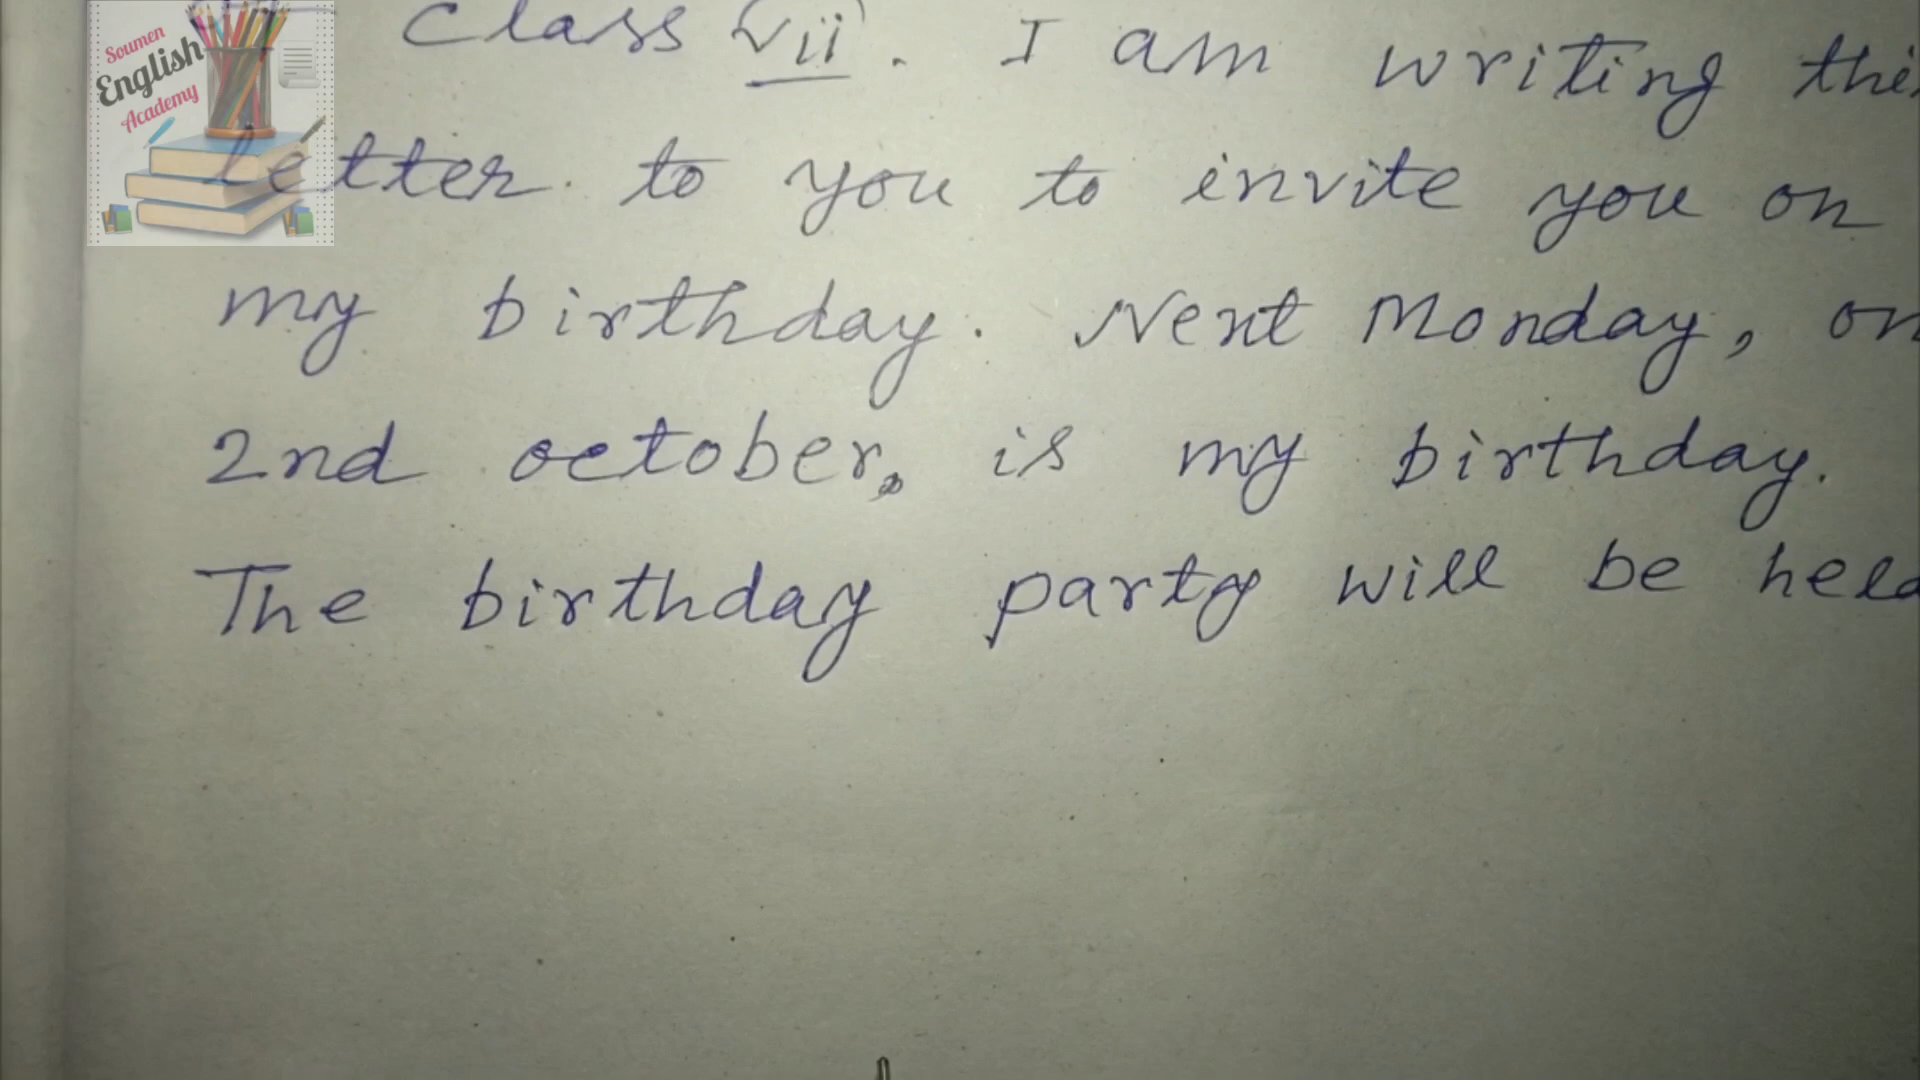 Soumen
English
Academy
Class vii. I am writing this
letter to you to invite you on
my birthday. Next Monday, on
2nd october, is my birthday.
The birthday party will be held